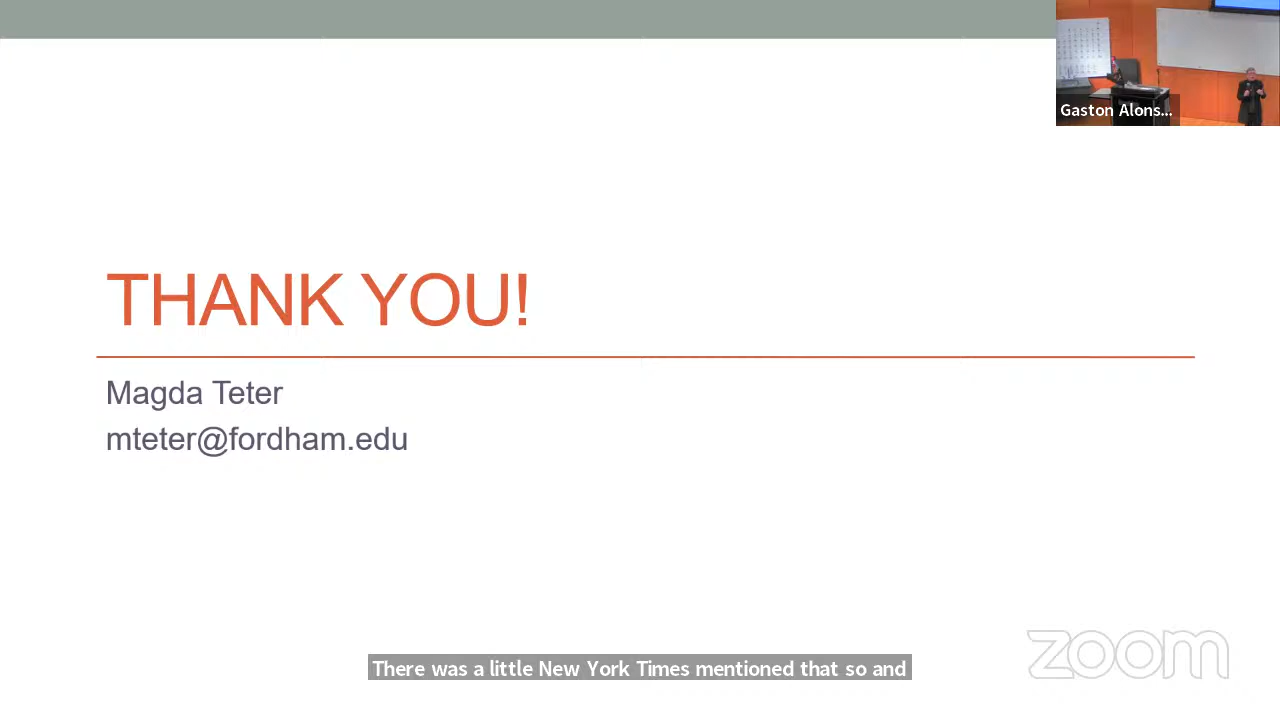 Gaston Alons...
THANK YOU!
Magda Teter
mteter@fordham.edu
There was a little New York Times mentioned that so and
zoom